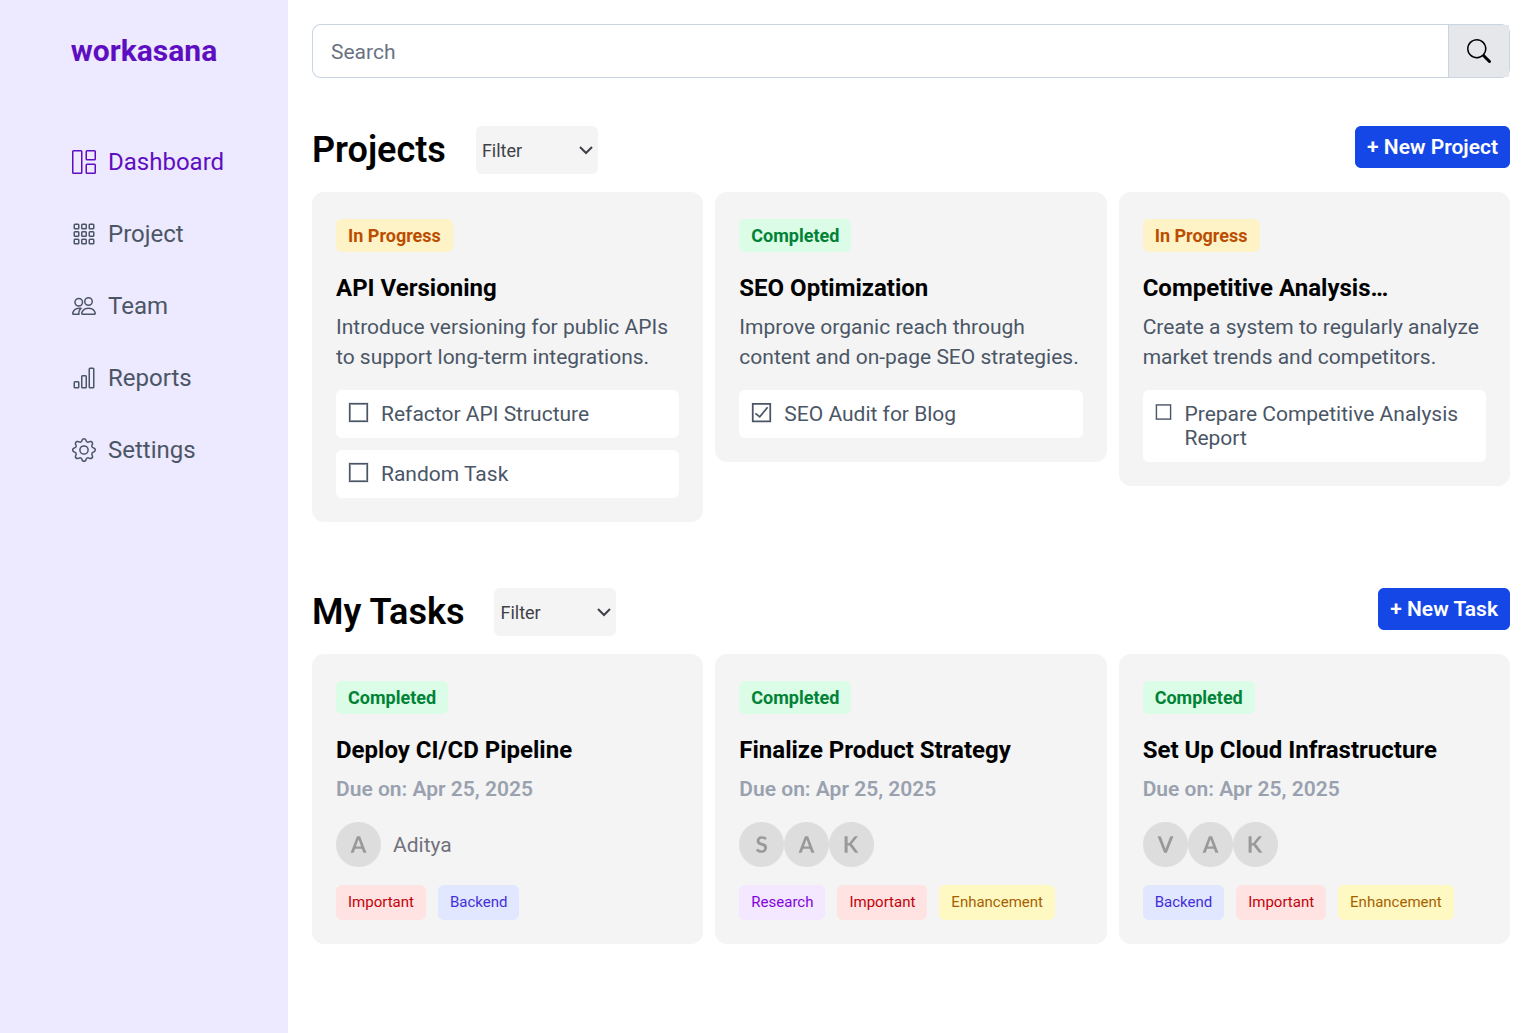 workasana
Dashboard
Project
Team
Reports
Settings
Search
Projects
Filter
+ New Project
In Progress
API Versioning
Introduce versioning for public APIs
to support long-term integrations.
Refactor API Structure
Random Task
Completed
SEO Optimization
Improve organic reach through
content and on-page SEO strategies.
SEO Audit for Blog
In Progress
Competitive Analysis...
Create a system to regularly analyze
market trends and competitors.
Prepare Competitive Analysis
Report
My Tasks
Filter
+ New Task
Completed
Deploy CI/CD Pipeline
Due on: Apr 25, 2025
A Aditya
Important Backend
Completed
Finalize Product Strategy
Due on: Apr 25, 2025
S A K
Research Important Enhancement
Completed
Set Up Cloud Infrastructure
Due on: Apr 25, 2025
V A K
Backend Important Enhancement